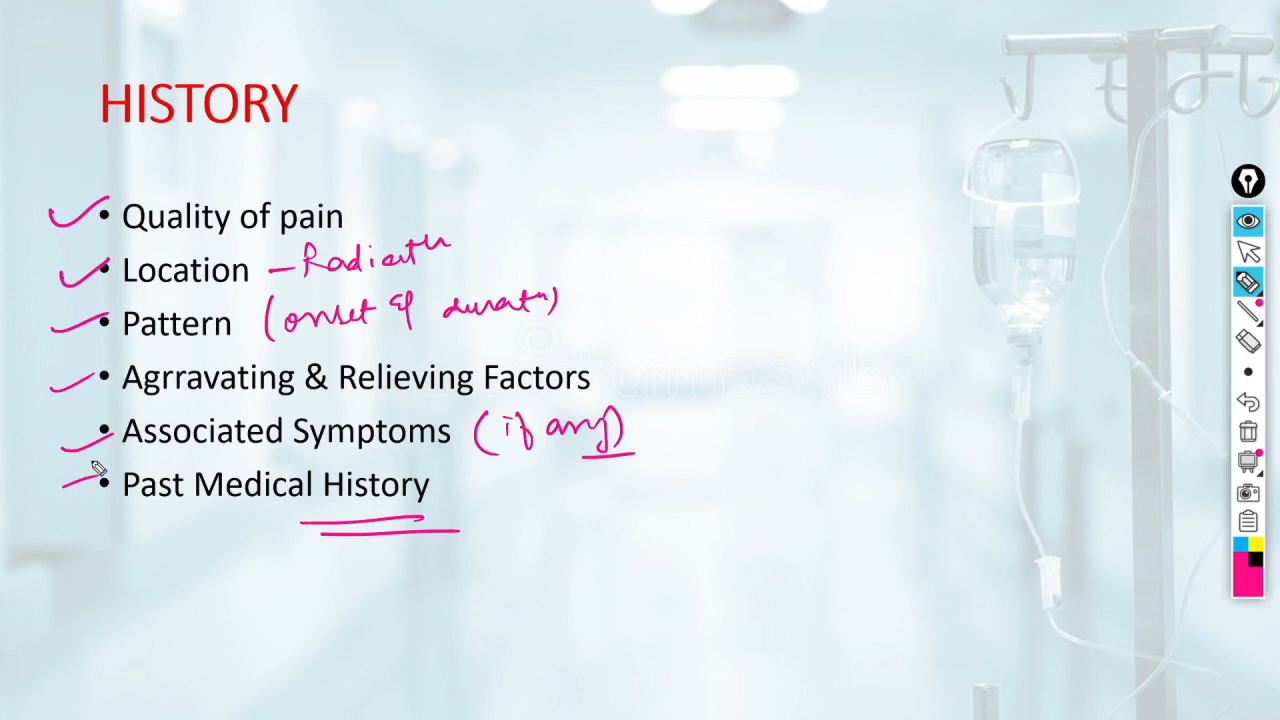 HISTORY
• Quality of pain
• Location – Radiatn
• Pattern (onset & duratn)
• Agrravating & Relieving Factors
• Associated Symptoms (if any)
• Past Medical History